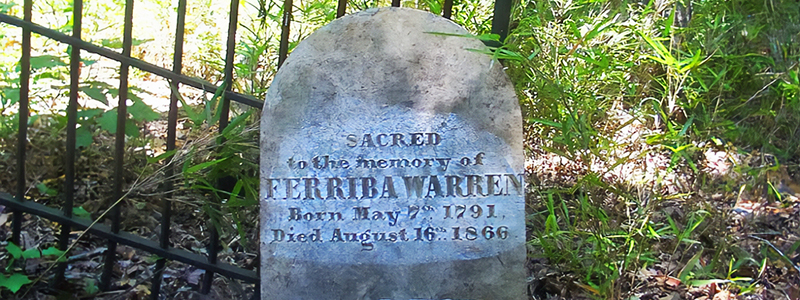 SACRED
to the memory of
FERRIBA WARREN
Born May 7th 1791.
Died August 16th 1866.